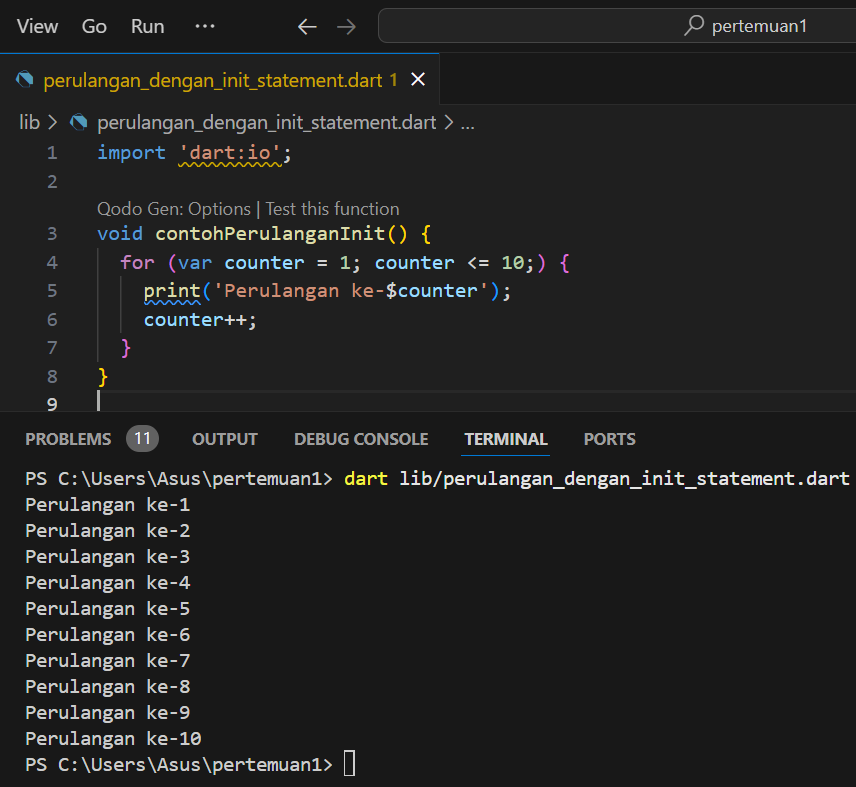 View Go Run ... pertemuan1
perulangan_dengan_init_statement.dart 1
lib > perulangan_dengan_init_statement.dart > ...
1 import 'dart:io';
2
Qodo Gen: Options | Test this function
3 void contohPerulanganInit() {
4 for (var counter = 1; counter <= 10;) {
5 print('Perulangan ke-$counter');
6 counter++;
7 }
8 }
9
PROBLEMS 11 OUTPUT DEBUG CONSOLE TERMINAL PORTS
PS C:\Users\Asus\pertemuan1> dart lib/perulangan_dengan_init_statement.dart
Perulangan ke-1
Perulangan ke-2
Perulangan ke-3
Perulangan ke-4
Perulangan ke-5
Perulangan ke-6
Perulangan ke-7
Perulangan ke-8
Perulangan ke-9
Perulangan ke-10
PS C:\Users\Asus\pertemuan1>